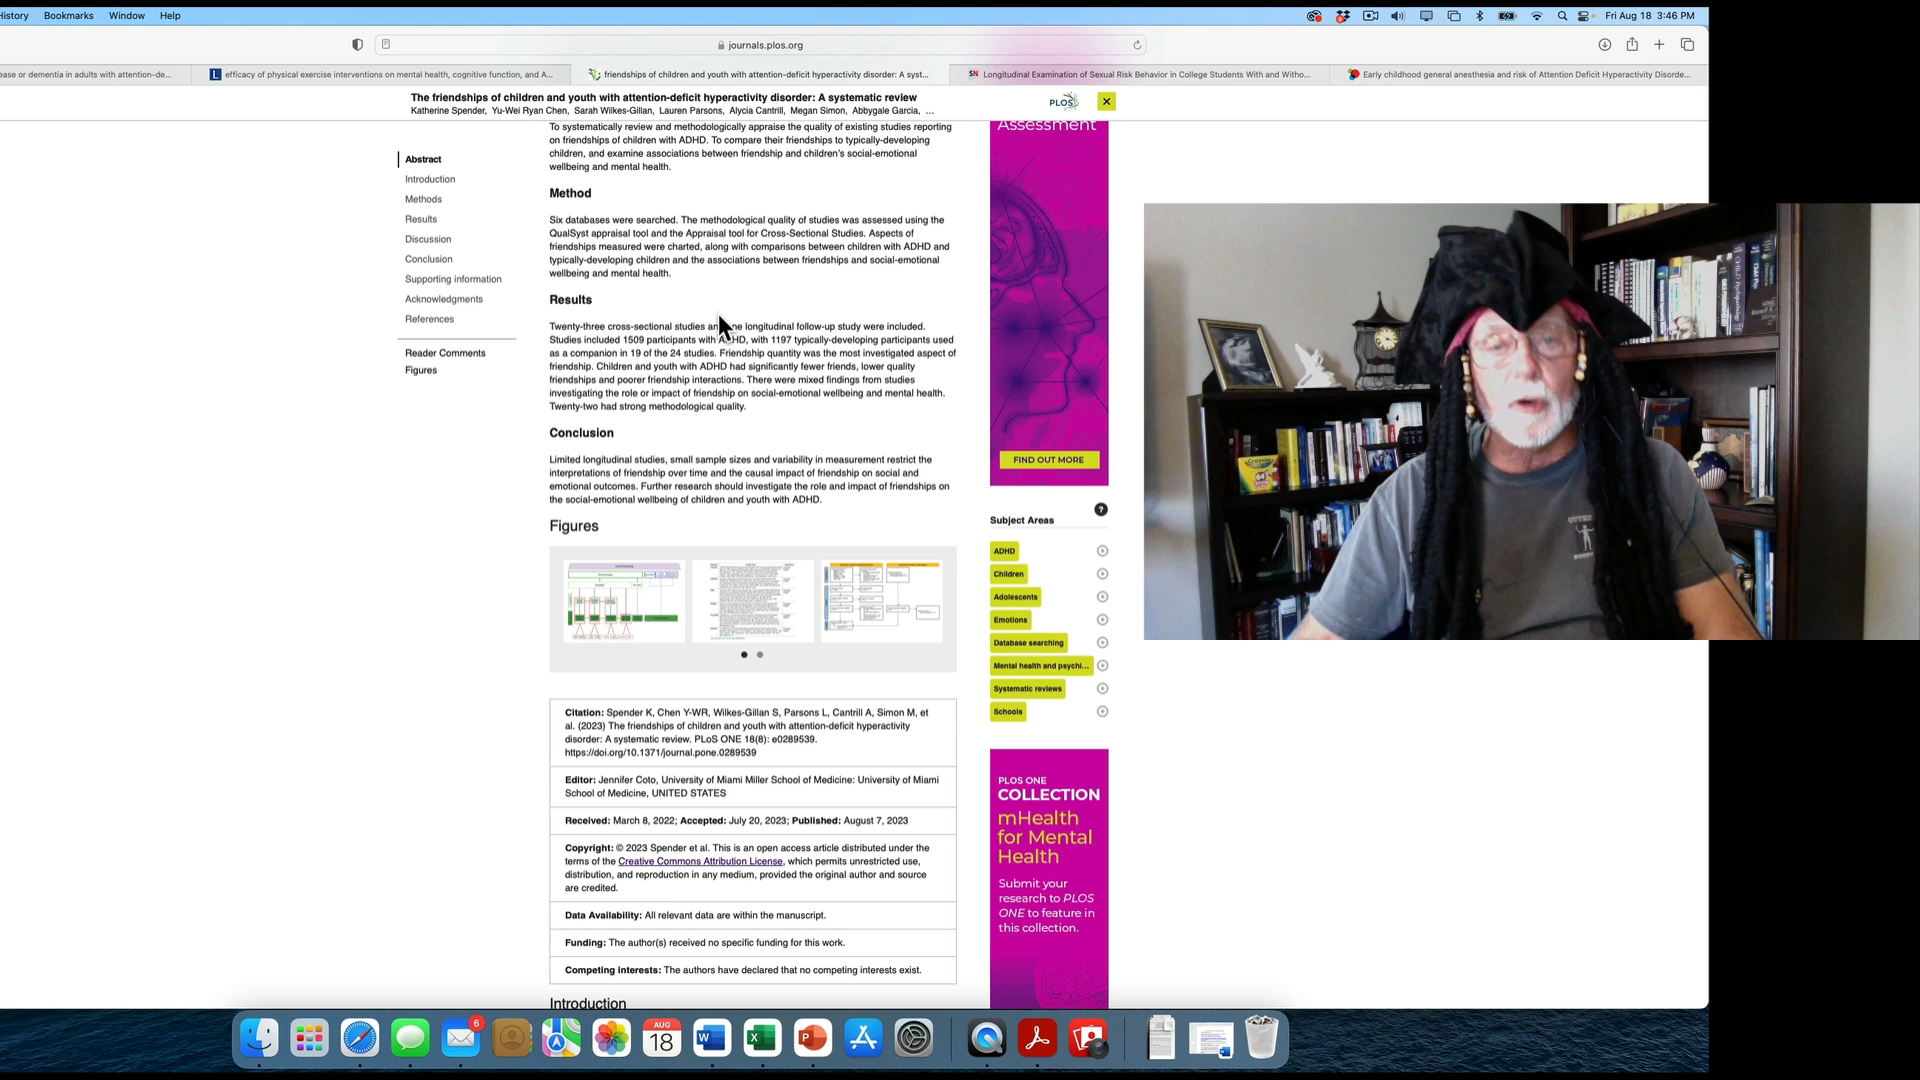 History Bookmarks Window Help
Fri Aug 18 3:46 PM
journals.plos.org
ease or dementia in adults with attention-de...
efficacy of physical exercise interventions on mental health, cognitive function, and A...
friendships of children and youth with attention-deficit hyperactivity disorder: A syst...
SN Longitudinal Examination of Sexual Risk Behavior in College Students With and Witho...
Early childhood general anesthesia and risk of Attention Deficit Hyperactivity Disorde...
The friendships of children and youth with attention-deficit hyperactivity disorder: A systematic review
Katherine Spender, Yu-Wei Ryan Chen, Sarah Wilkes-Gillan, Lauren Parsons, Alycia Cantrill, Megan Simon, Abbygale Garcia, ...
PLOS
Abstract
Introduction
Methods
Results
Discussion
Conclusion
Supporting information
Acknowledgments
References
Reader Comments
Figures
To systematically review and methodologically appraise the quality of existing studies reporting
on friendships of children with ADHD. To compare their friendships to typically-developing
children, and examine associations between friendship and children's social-emotional
wellbeing and mental health.
Method
Six databases were searched. The methodological quality of studies was assessed using the
QualSyst appraisal tool and the Appraisal tool for Cross-Sectional Studies. Aspects of
friendships measured were charted, along with comparisons between children with ADHD and
typically-developing children and the associations between friendships and social-emotional
wellbeing and mental health.
Results
Twenty-three cross-sectional studies an ne longitudinal follow-up study were included.
Studies included 1509 participants with A HD, with 1197 typically-developing participants used
as a companion in 19 of the 24 studies. Friendship quantity was the most investigated aspect of
friendship. Children and youth with ADHD had significantly fewer friends, lower quality
friendships and poorer friendship interactions. There were mixed findings from studies
investigating the role or impact of friendship on social-emotional wellbeing and mental health.
Twenty-two had strong methodological quality.
Conclusion
Limited longitudinal studies, small sample sizes and variability in measurement restrict the
interpretations of friendship over time and the causal impact of friendship on social and
emotional outcomes. Further research should investigate the role and impact of friendships on
the social-emotional wellbeing of children and youth with ADHD.
Figures
Citation: Spender K, Chen Y-WR, Wilkes-Gillan S, Parsons L, Cantrill A, Simon M, et
al. (2023) The friendships of children and youth with attention-deficit hyperactivity
disorder: A systematic review. PLoS ONE 18(8): e0289539.
https://doi.org/10.1371/journal.pone.0289539
Editor: Jennifer Coto, University of Miami Miller School of Medicine: University of Miami
School of Medicine, UNITED STATES
Received: March 8, 2022; Accepted: July 20, 2023; Published: August 7, 2023
Copyright: © 2023 Spender et al. This is an open access article distributed under the
terms of the Creative Commons Attribution License, which permits unrestricted use,
distribution, and reproduction in any medium, provided the original author and source
are credited.
Data Availability: All relevant data are within the manuscript.
Funding: The author(s) received no specific funding for this work.
Competing interests: The authors have declared that no competing interests exist.
Introduction
Assessment
FIND OUT MORE
Subject Areas
?
ADHD
Children
Adolescents
Emotions
Database searching
Mental health and psychi...
Systematic reviews
Schools
PLOS ONE
COLLECTION
mHealth
for Mental
Health
Submit your
research to PLOS
ONE to feature in
this collection.
Crayola
6
AUG
18
W
X
P